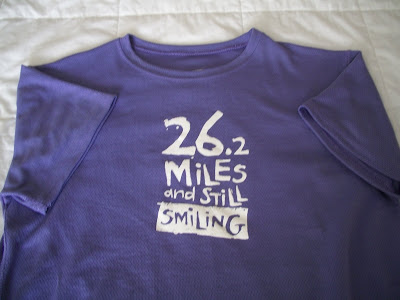 26.2
MiLES
and STiLL
SMiLiNG